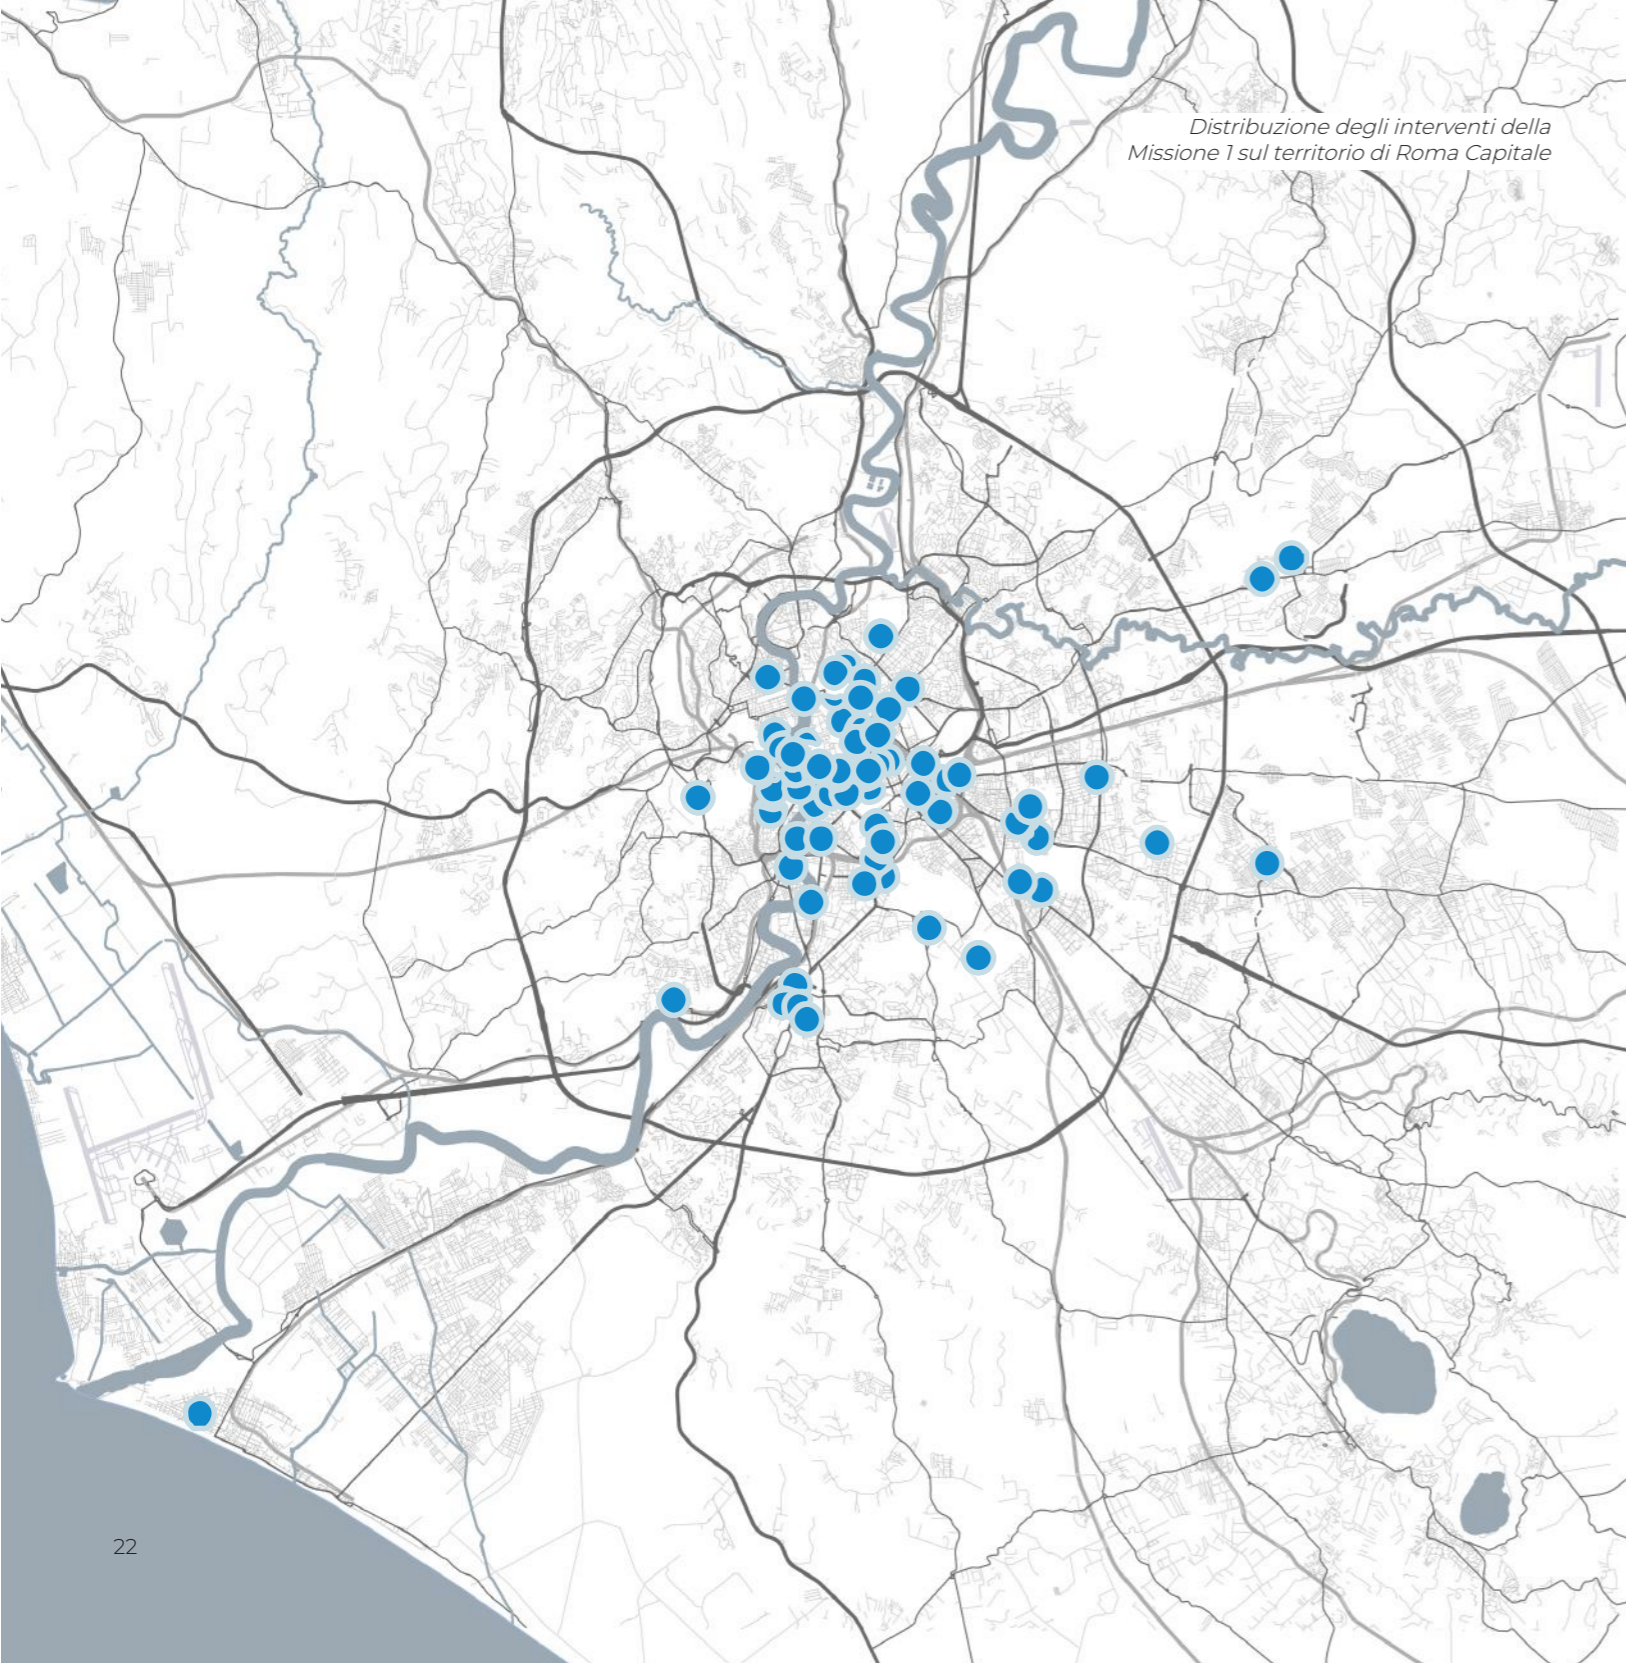 Distribuzione degli interventi della
Missione 1 sul territorio di Roma Capitale
22